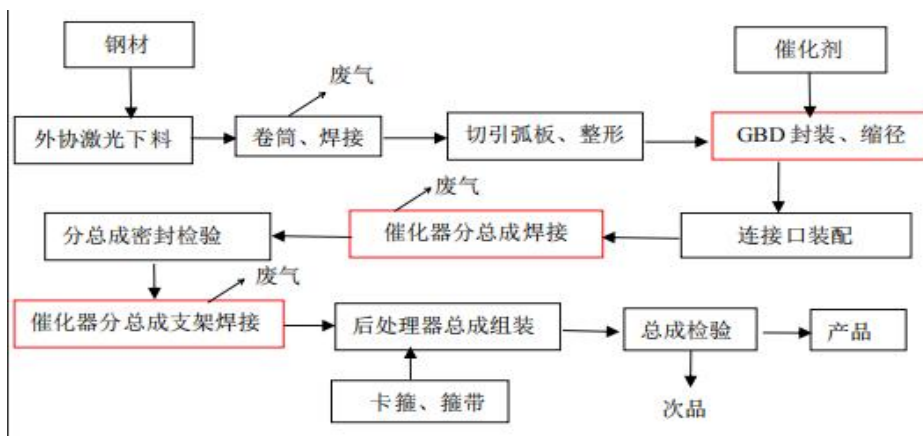 钢材
催化剂
废气
外协激光下料
卷筒、焊接
切引弧板、整形
GBD 封装、缩径
废气
分总成密封检验
催化器分总成焊接
连接口装配
废气
催化器分总成支架焊接
后处理器总成组装
总成检验
产品
卡箍、箍带
次品